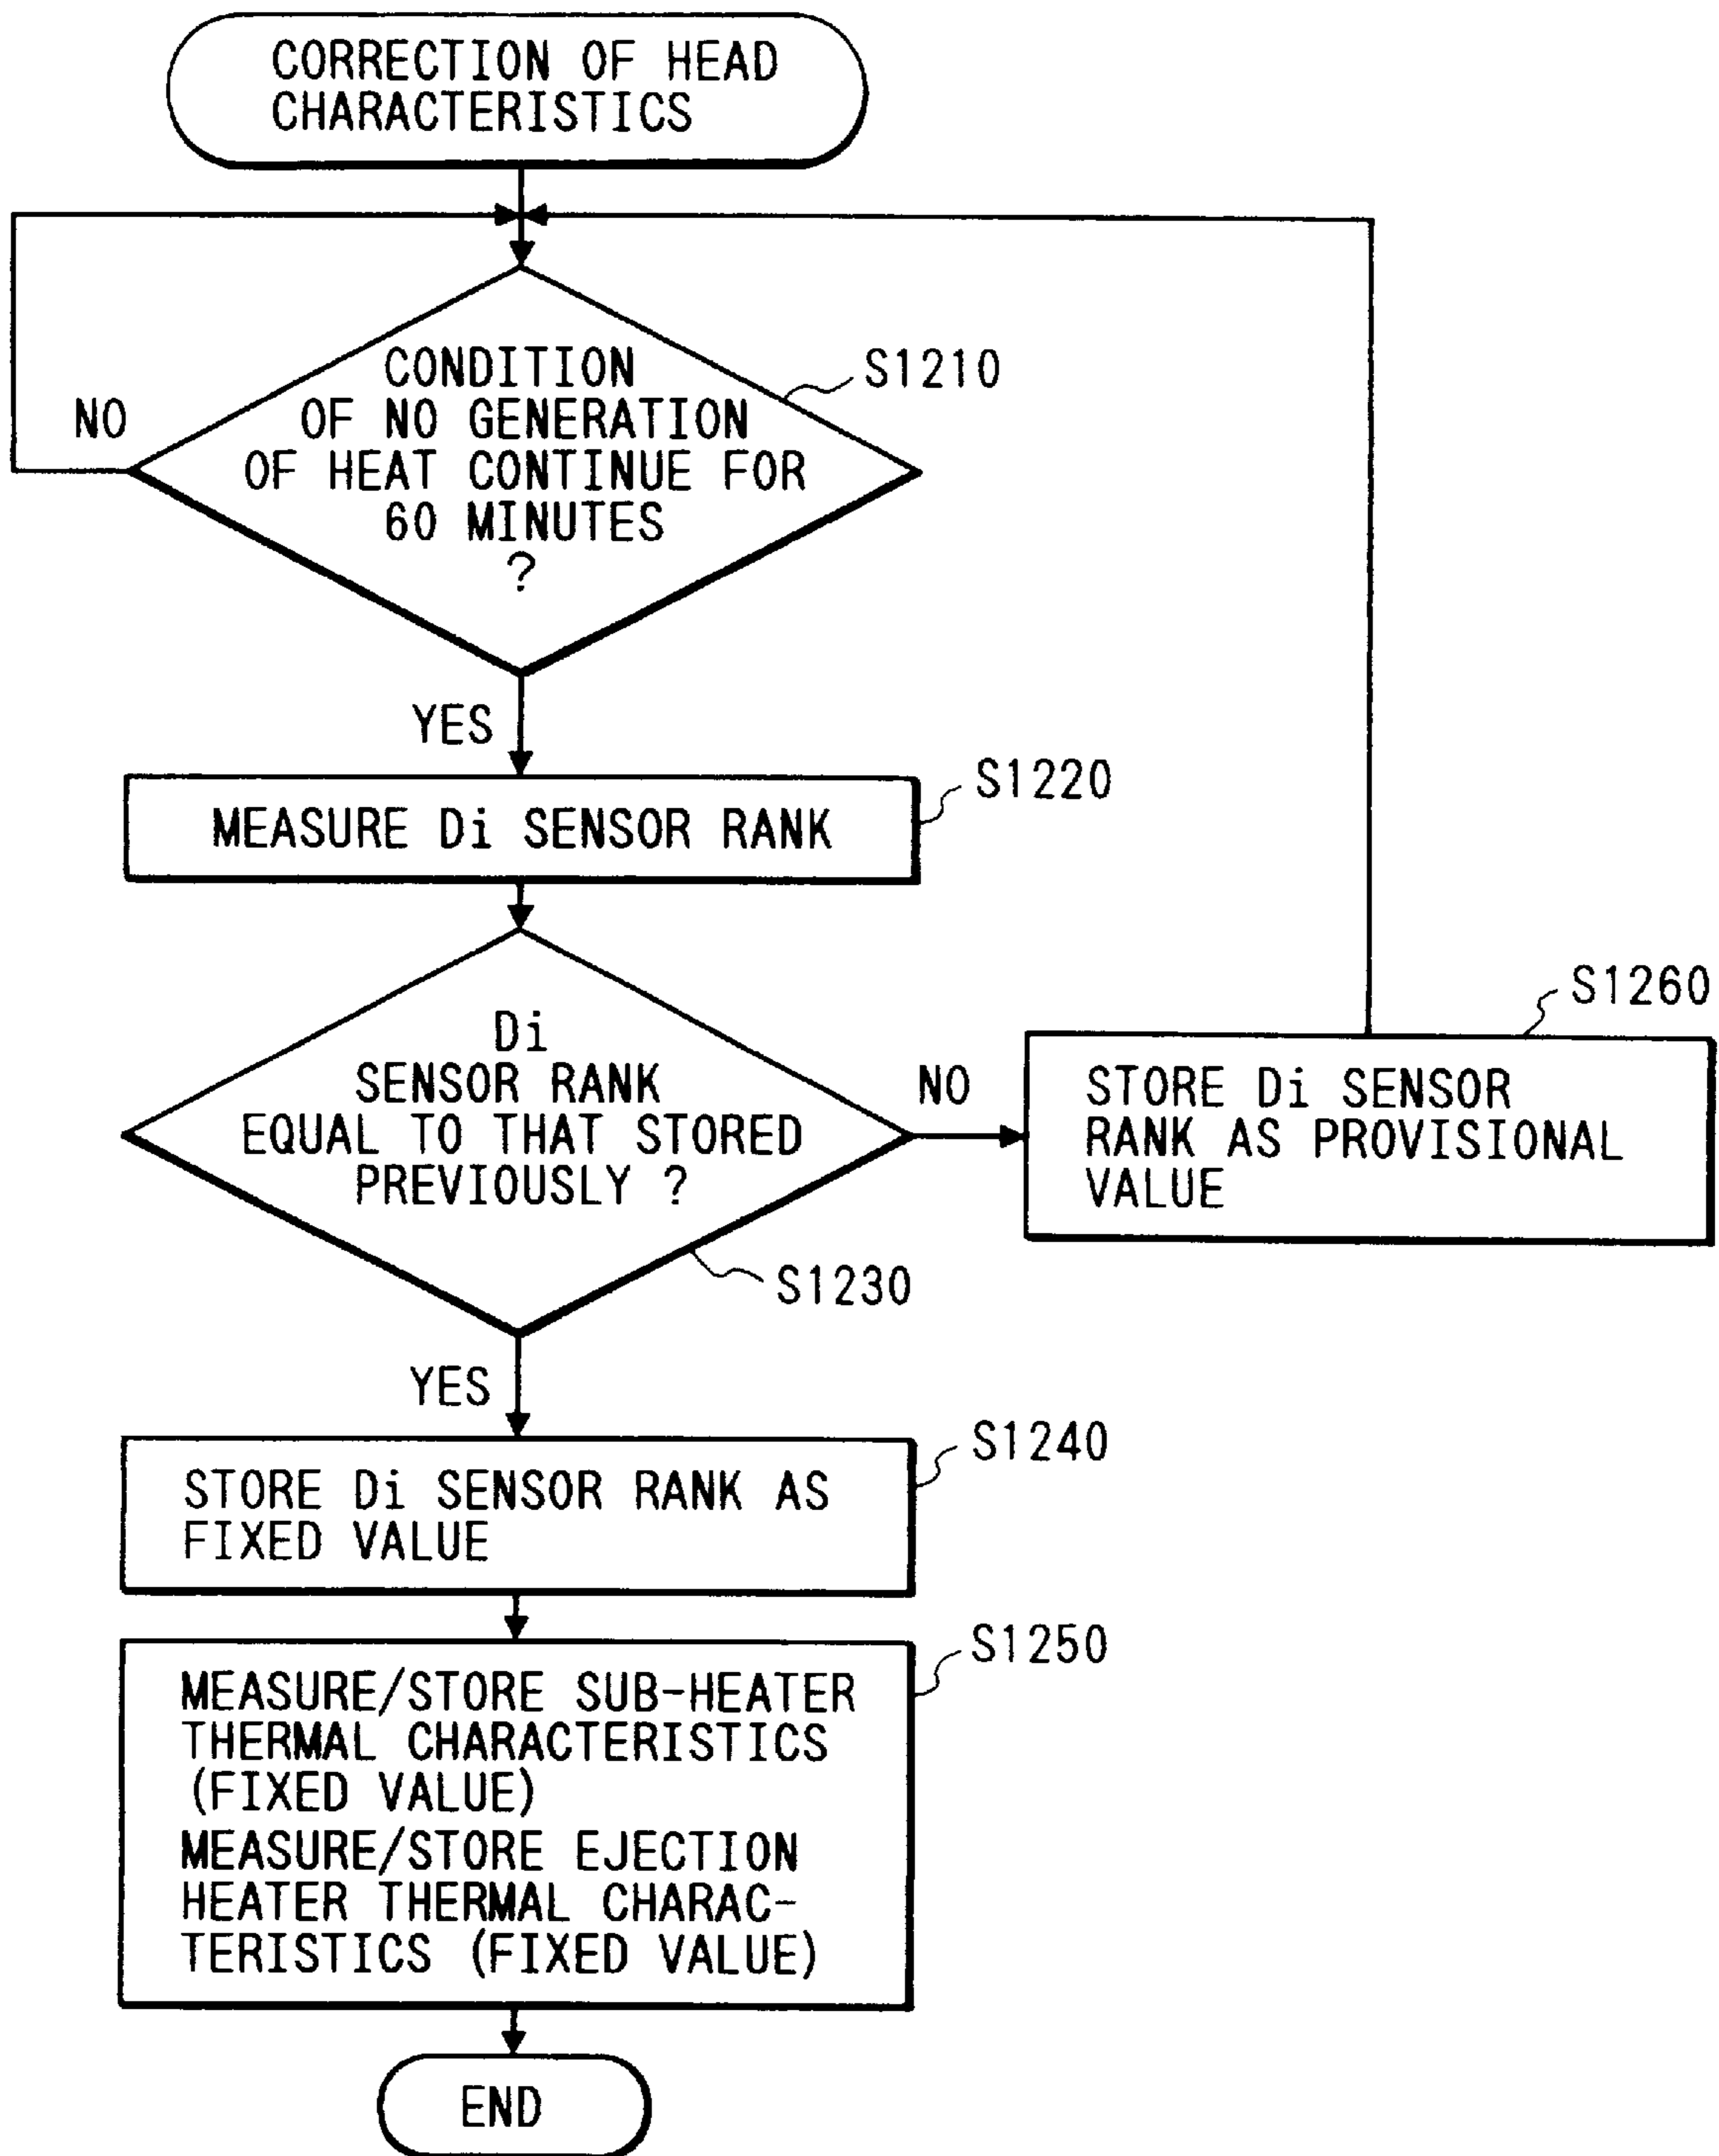 CORRECTION OF HEAD
CHARACTERISTICS
CONDITION
OF NO GENERATION
OF HEAT CONTINUE FOR
60 MINUTES
?
S1210
NO
YES
MEASURE Di SENSOR RANK
S1220
Di
SENSOR RANK
EQUAL TO THAT STORED
PREVIOUSLY ?
S1230
NO
STORE Di SENSOR
RANK AS PROVISIONAL
VALUE
S1260
YES
STORE Di SENSOR RANK AS
FIXED VALUE
S1240
MEASURE/STORE SUB-HEATER
THERMAL CHARACTERISTICS
(FIXED VALUE)
MEASURE/STORE EJECTION
HEATER THERMAL CHARAC-
TERISTICS (FIXED VALUE)
S1250
END